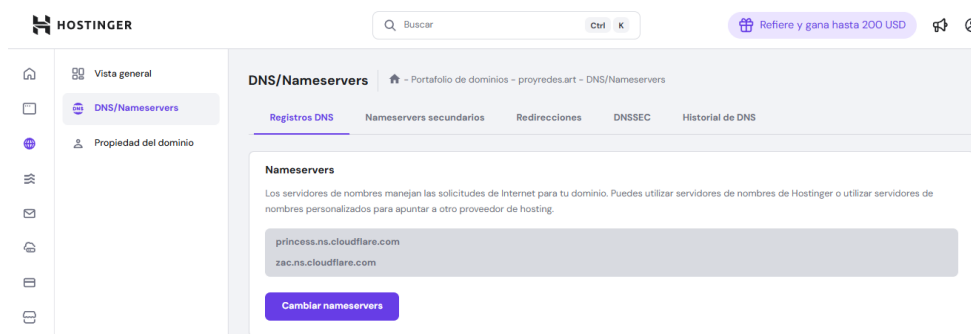 HOSTINGER
Buscar
Ctrl K
Refiere y gana hasta 200 USD
Vista general
DNS/Nameservers
Propiedad del dominio
DNS/Nameservers
- Portafolio de dominios - proyredes.art - DNS/Nameservers
Registros DNS
Nameservers secundarios
Redirecciones
DNSSEC
Historial de DNS
Nameservers
Los servidores de nombres manejan las solicitudes de Internet para tu dominio. Puedes utilizar servidores de nombres de Hostinger o utilizar servidores de
nombres personalizados para apuntar a otro proveedor de hosting.
princess.ns.cloudflare.com
zac.ns.cloudflare.com
Cambiar nameservers